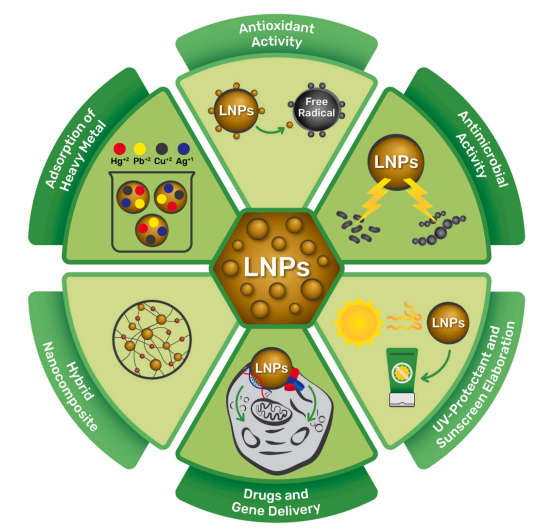 Antioxidant
Activity
LNPs
Free
Radical
Antimicrobial
Activity
LNPs
Adsorption of
Heavy Metal
Hg+2 Pb+2 Cu+2 Ag+1
LNPs
LNPs
UV-Protectant and
Sunscreen Elaboration
Hybrid
Nanocomposite
LNPs
Drugs and
Gene Delivery